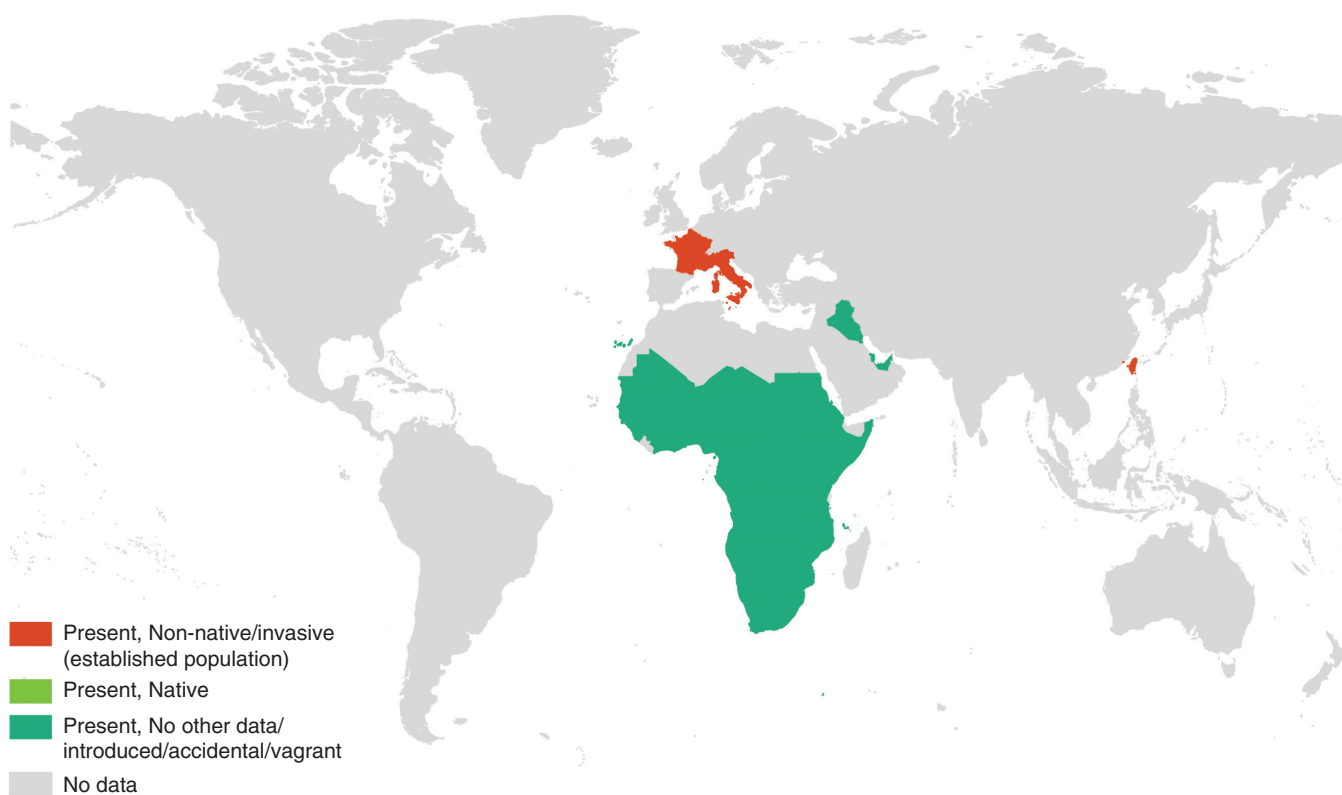 Present, Non-native/invasive
(established population)
Present, Native
Present, No other data/
introduced/accidental/vagrant
No data